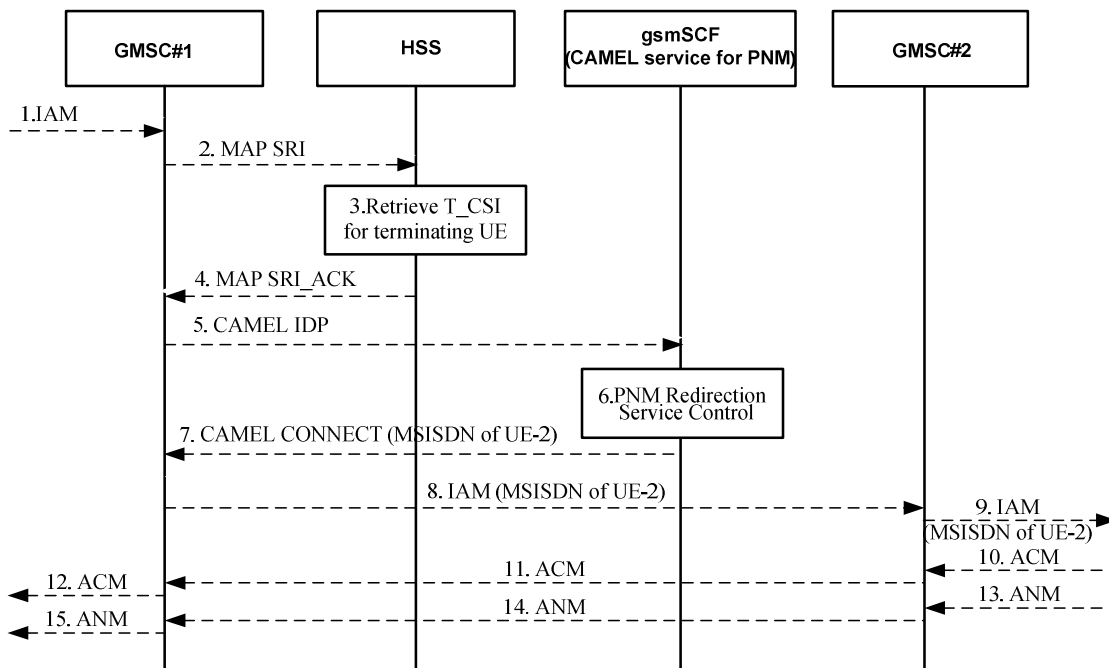 GMSC#1
HSS
gsmSCF
(CAMEL service for PNM)
GMSC#2
1.IAM
2. MAP SRI
3.Retrieve T_CSI
for terminating UE
4. MAP SRI_ACK
5. CAMEL IDP
6.PNM Redirection
Service Control
7. CAMEL CONNECT (MSISDN of UE-2)
8. IAM (MSISDN of UE-2)
9. IAM
(MSISDN of UE-2)
10. ACM
11. ACM
12. ACM
13. ANM
14. ANM
15. ANM